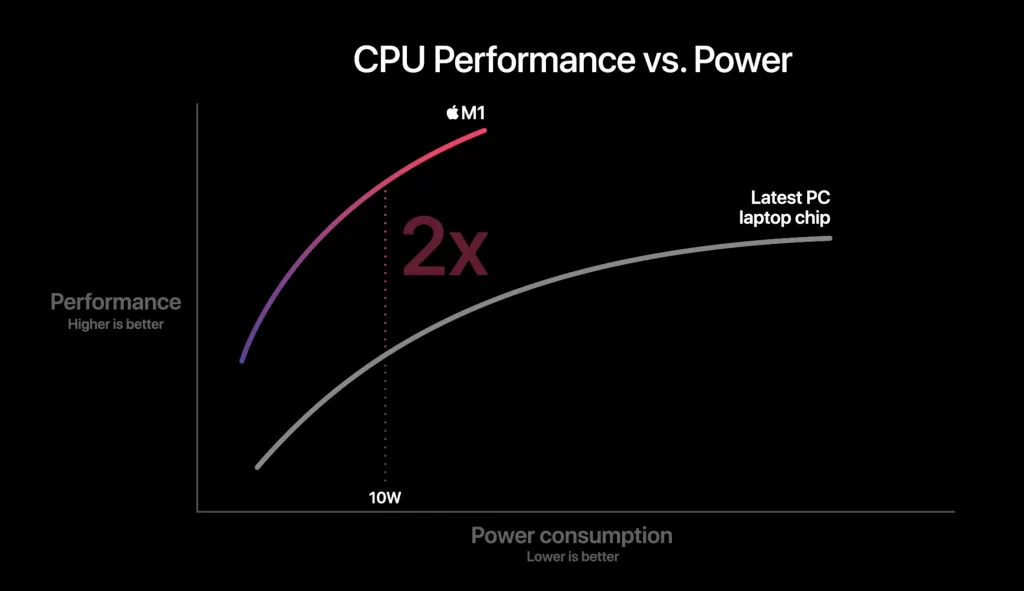 CPU Performance vs. Power
M1
Latest PC
laptop chip
2x
Performance
Higher is better
10W
Power consumption
Lower is better